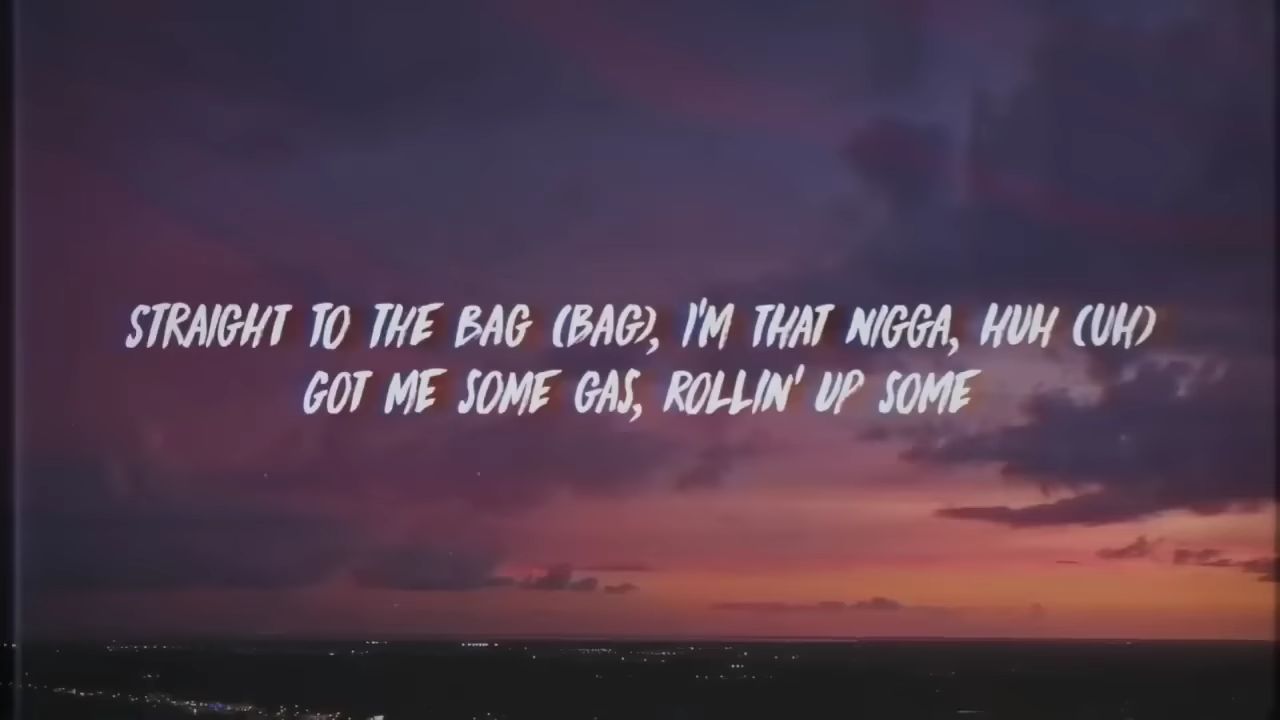 STRAIGHT TO THE BAG (BAG), I'M THAT NIGGA, HUH (UH)
GOT ME SOME GAS, ROLLIN' UP SOME